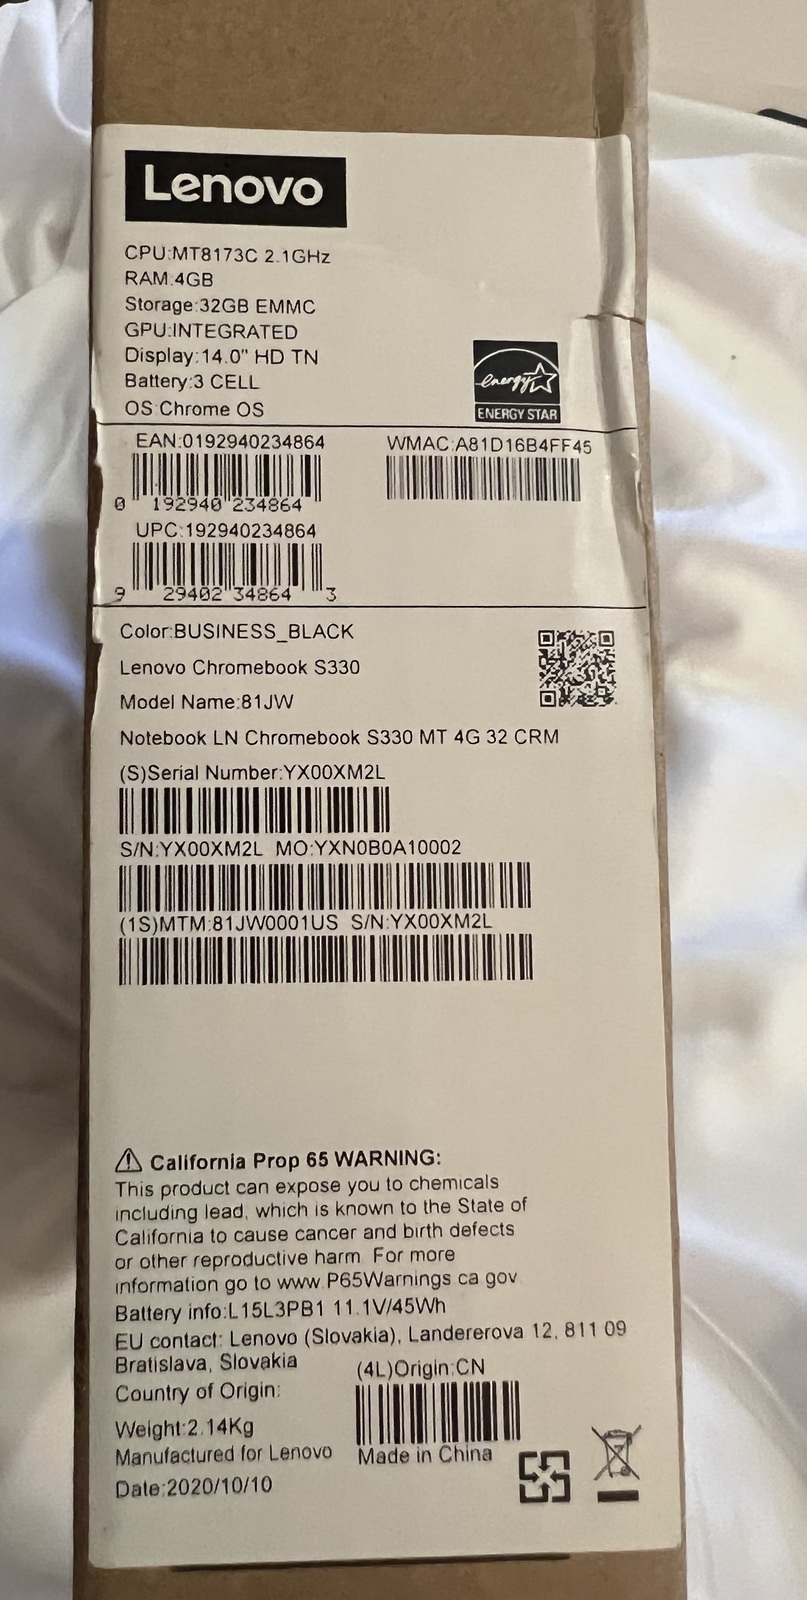 Lenovo
CPU:MT8173C 2.1GHz
RAM:4GB
Storage:32GB EMMC
GPU:INTEGRATED
Display:14.0" HD TN
Battery:3 CELL
OS:Chrome OS
energy
ENERGY STAR
EAN:0192940234864
WMAC:A81D16B4FF45
0 192940 234864
UPC:192940234864
9 29402 34864 3
Color:BUSINESS_BLACK
Lenovo Chromebook S330
Model Name:81JW
Notebook LN Chromebook S330 MT 4G 32 CRM
(S)Serial Number:YX00XM2L
S/N:YX00XM2L MO:YXN0B0A10002
(1S)MTM:81JW0001US S/N:YX00XM2L
California Prop 65 WARNING:
This product can expose you to chemicals
including lead, which is known to the State of
California to cause cancer and birth defects
or other reproductive harm. For more
information go to www.P65Warnings.ca.gov
Battery info:L15L3PB1 11.1V/45Wh
EU contact: Lenovo (Slovakia), Landererova 12, 811 09
Bratislava, Slovakia
(4L)Origin:CN
Country of Origin:
Weight:2.14Kg
Manufactured for Lenovo
Made in China
Date:2020/10/10